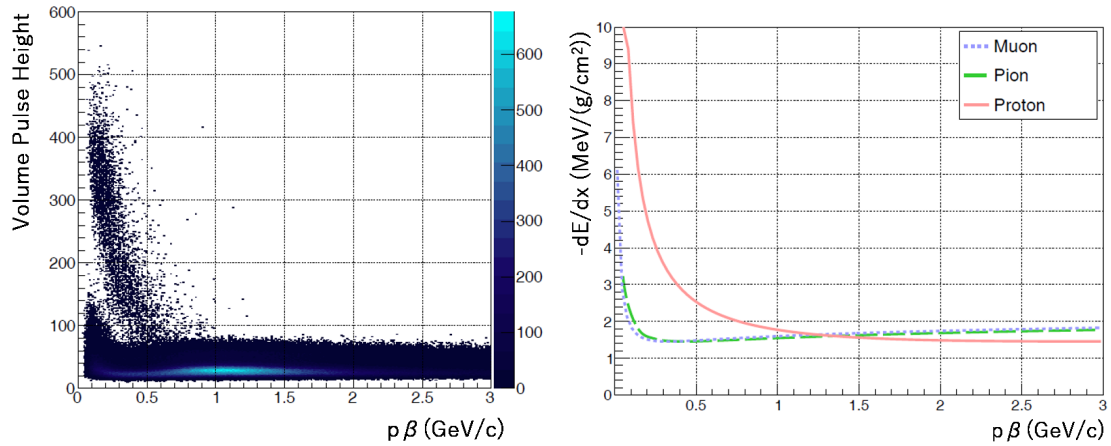 600
500
400
300
200
100
0
Volume Pulse Height
0 0.5 1 1.5 2 2.5 3
pβ (GeV/c)
600
500
400
300
200
100
0
10
9
8
7
6
5
4
3
2
1
0
-dE/dx (MeV/(g/cm²))
Muon
Pion
Proton
0.5 1 1.5 2 2.5 3
pβ (GeV/c)